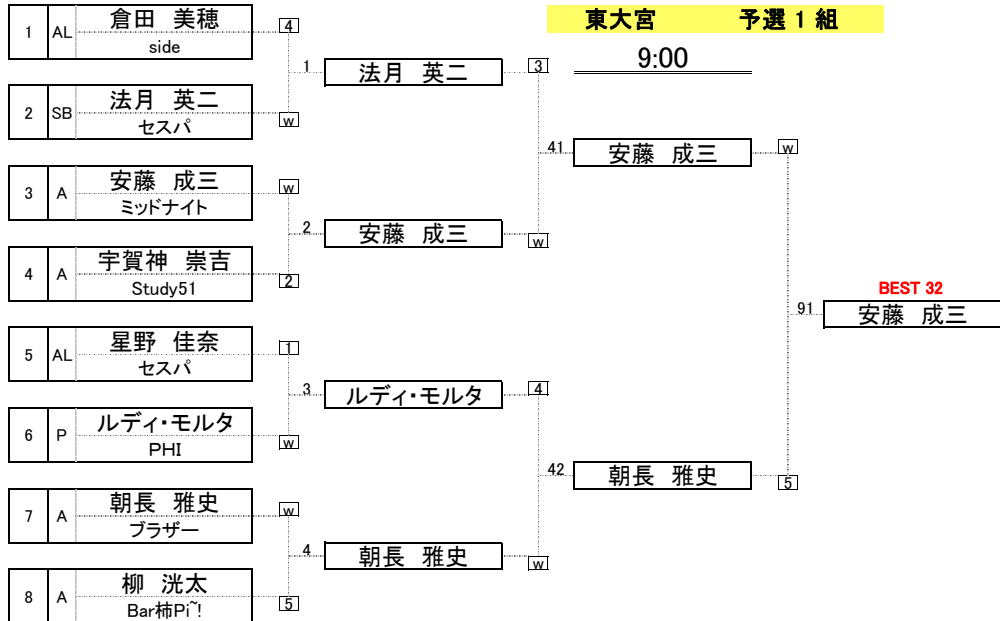 東大宮　予選 1 組
9:00
1 AL 倉田 美穂 4
side
1 法月 英二 3
2 SB 法月 英二 w
セスパ
41 安藤 成三 w
3 A 安藤 成三 w
ミッドナイト
2 安藤 成三 w
4 A 宇賀神 崇吉 2
Study51
BEST 32
91 安藤 成三
5 AL 星野 佳奈 1
セスパ
3 ルディ・モルタ 4
6 P ルディ・モルタ w
PHI
42 朝長 雅史 5
7 A 朝長 雅史 w
ブラザー
4 朝長 雅史 w
8 A 柳 洸太 5
Bar柿Pi~!